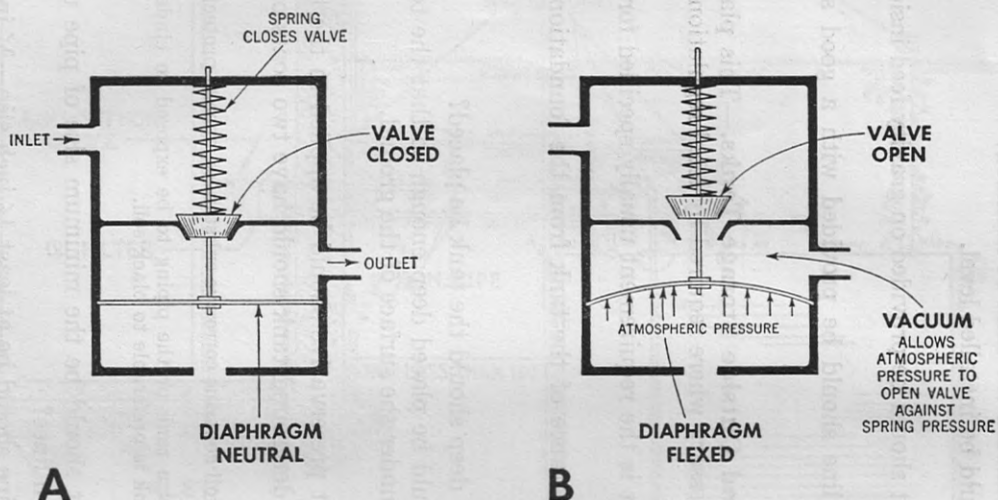 SPRING
CLOSES VALVE
INLET
VALVE
CLOSED
OUTLET
DIAPHRAGM
NEUTRAL
A
VALVE
OPEN
ATMOSPHERIC PRESSURE
VACUUM
ALLOWS
ATMOSPHERIC
PRESSURE TO
OPEN VALVE
AGAINST
SPRING PRESSURE
DIAPHRAGM
FLEXED
B